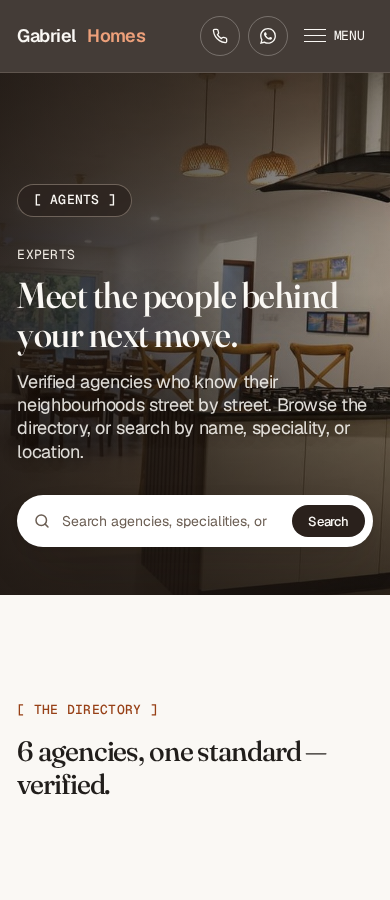 Gabriel Homes
MENU
[ AGENTS ]
EXPERTS
Meet the people behind
your next move.
Verified agencies who know their
neighbourhoods street by street. Browse the
directory, or search by name, speciality, or
location.
Search agencies, specialities, or
Search
[ THE DIRECTORY ]
6 agencies, one standard —
verified.